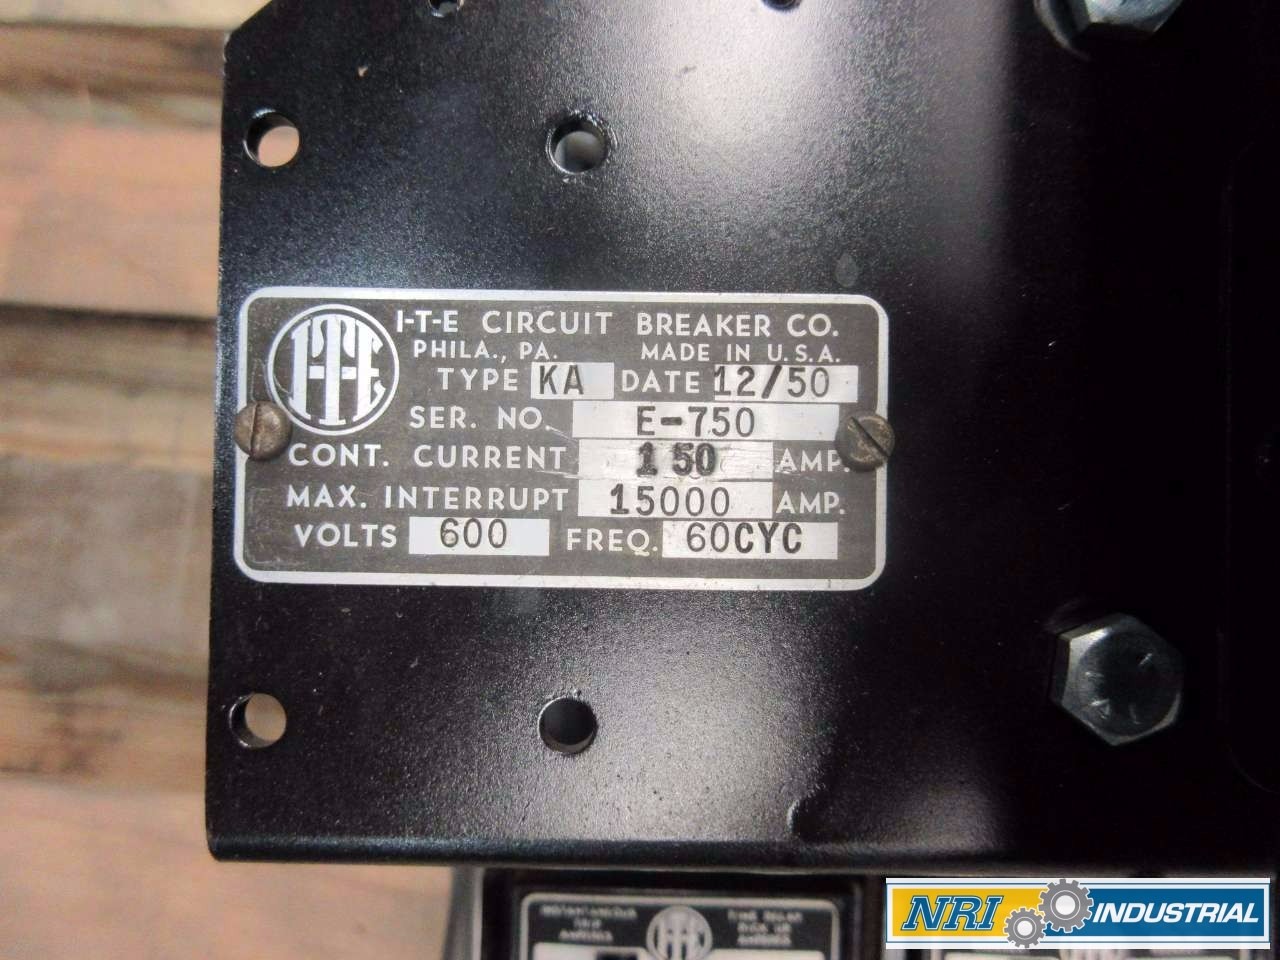 I-T-E CIRCUIT BREAKER CO.
PHILA., PA. MADE IN U.S.A.
I-T-E
TYPE KA DATE 12/50
SER. NO. E-750
CONT. CURRENT 150 AMP.
MAX. INTERRUPT 15000 AMP.
VOLTS 600 FREQ. 60CYC
I-T-E
NRI INDUSTRIAL